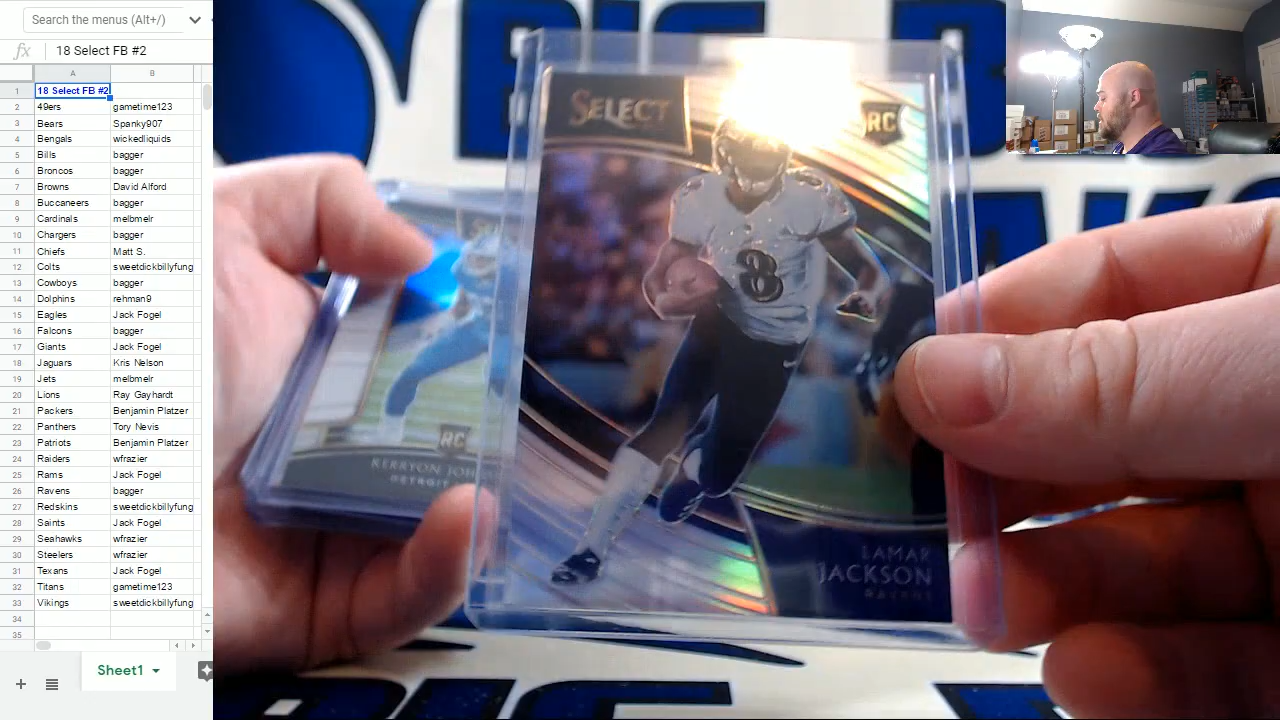 Search the menus (Alt+/)
fx 18 Select FB #2
A B
1 18 Select FB #2
2 49ers gametime123
3 Bears Spanky907
4 Bengals wickedliquids
5 Bills bagger
6 Broncos bagger
7 Browns David Alford
8 Buccaneers bagger
9 Cardinals melbmelr
10 Chargers bagger
11 Chiefs Matt S.
12 Colts sweetdickbillyfung
13 Cowboys bagger
14 Dolphins rehman9
15 Eagles Jack Fogel
16 Falcons bagger
17 Giants Jack Fogel
18 Jaguars Kris Nelson
19 Jets melbmelr
20 Lions Ray Gayhardt
21 Packers Benjamin Platzer
22 Panthers Tory Nevis
23 Patriots Benjamin Platzer
24 Raiders wfrazier
25 Rams Jack Fogel
26 Ravens bagger
27 Redskins sweetdickbillyfung
28 Saints Jack Fogel
29 Seahawks wfrazier
30 Steelers wfrazier
31 Texans Jack Fogel
32 Titans gametime123
33 Vikings sweetdickbillyfung
34
35
Sheet1
SELECT
RC
8
LAMAR
JACKSON
RAVENS
RC
KERRYON JOH
DETROIT